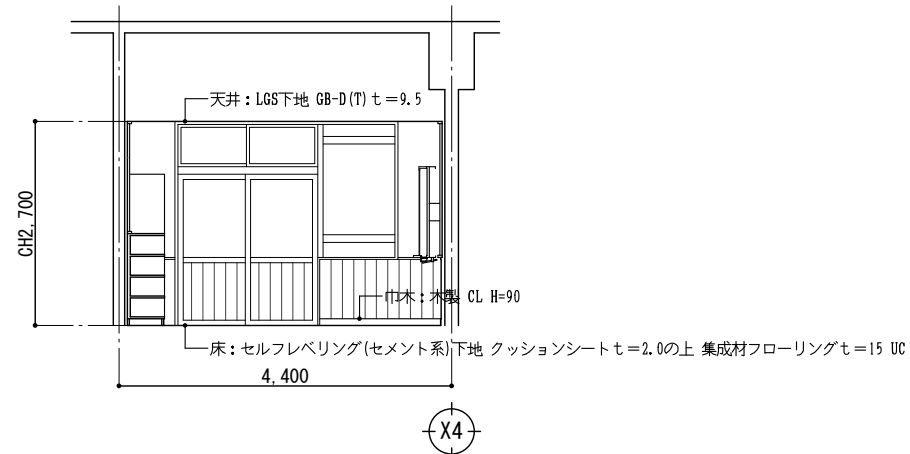 天井：LGS下地 GB-D(T) t＝9.5
CH2,700
巾木：木製 CL H=90
床：セルフレベリング(セメント系)下地 クッションシートt＝2.0の上 集成材フローリングt＝15 UC
4,400
X4